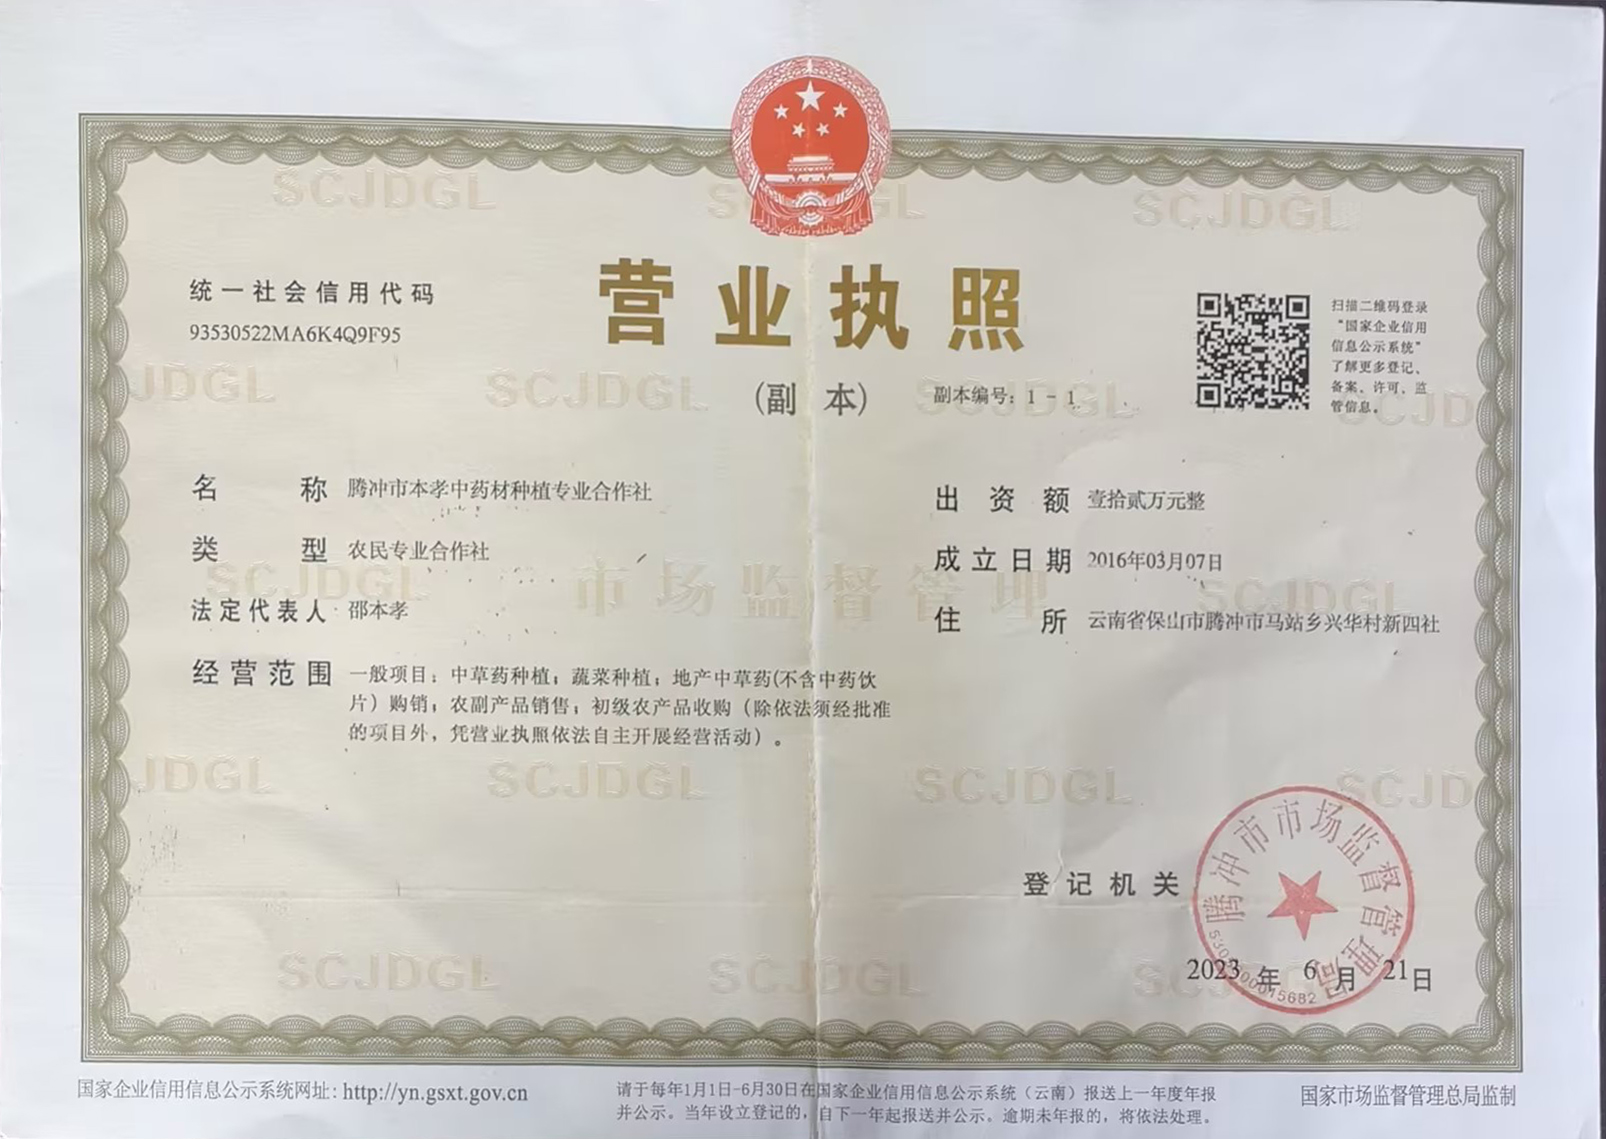 SCJDGL
SCJDGL
统一社会信用代码
93530522MA6K4Q9F95
营业执照
(副 本)
副本编号：1 - 1
扫描二维码登录
“国家企业信用
信息公示系统”
了解更多登记、
备案、许可、监
管信息。
JDGL
SCJDGL
SCJDGL
SCJD
名 称 腾冲市本孝中药材种植专业合作社
类 型 农民专业合作社
法定代表人 邵本孝
经营范围 一般项目：中草药种植；蔬菜种植；地产中草药(不含中药饮
片）购销；农副产品销售；初级农产品收购（除依法须经批准
的项目外，凭营业执照依法自主开展经营活动）。
出资额 壹拾贰万元整
成立日期 2016年03月07日
住 所 云南省保山市腾冲市马站乡兴华村新四社
SCJDGL
市场监督管理
SCJDGL
JDGL
SCJDGL
SCJDGL
SCJD
登记机关
腾冲市市场监督管理局
2023 年 6 月 21 日
SCJDGL
SCJDGL
国家企业信用信息公示系统网址：http://yn.gsxt.gov.cn
请于每年1月1日-6月30日在国家企业信用信息公示系统（云南）报送上一年度年报
并公示。当年设立登记的，自下一年起报送并公示。逾期未年报的，将依法处理。
国家市场监督管理总局监制